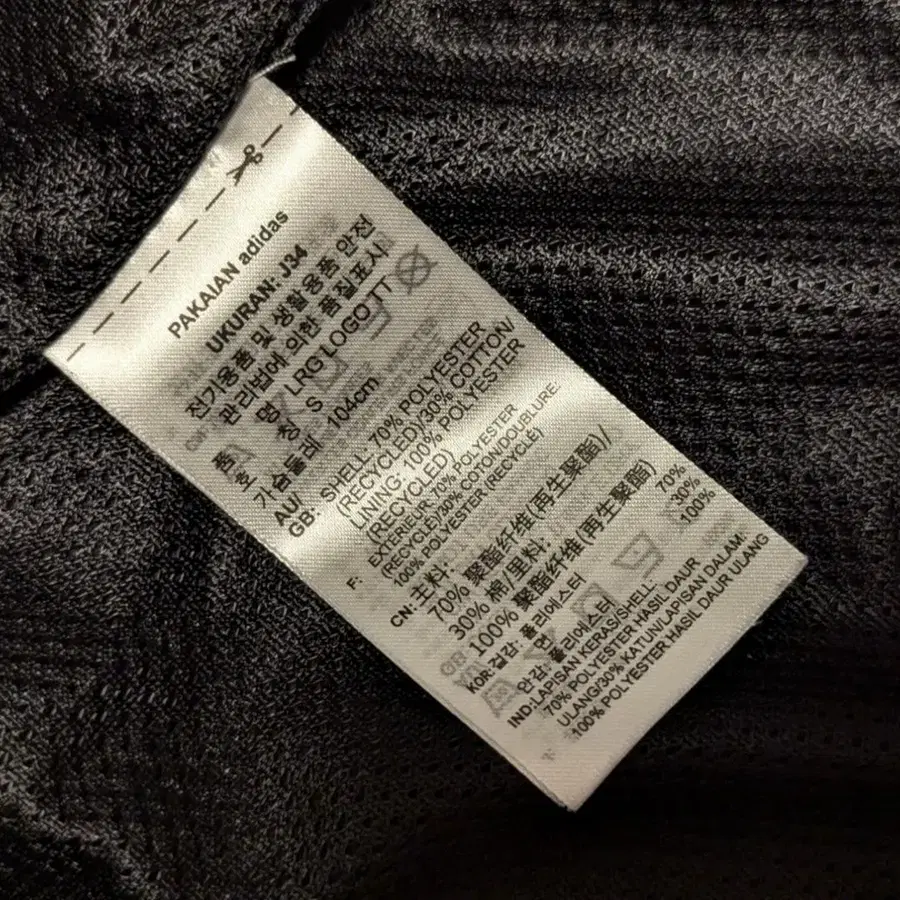 PAKAIAN adidas
UKURAN: J34
전기용품 및 생활용품 안전
관리법에 의한 품질표시
품 명/ LRG LOGO TT
호 칭 S
가슴둘레 104cm
AU/
GB: SHELL: 70% POLYESTER
(RECYCLED)/30% COTTON/
LINING: 100% POLYESTER
(RECYCLED)
F: EXTERIEUR:70% POLYESTER
(RECYCLÉ)/30% COTON/DOUBLURE:
100% POLYESTER (RECYCLÉ)
CN: 主料:
70% 聚酯纤维(再生聚酯)/
30% 棉/里料:
100% 聚酯纤维(再生聚酯)
KOR:겉감: 폴리에스터 70%
면 30%
안감: 폴리에스터 100%
IND:LAPISAN KERAS/SHELL:
70% POLYESTER HASIL DAUR
ULANG/30% KATUN/LAPISAN DALAM:
100% POLYESTER HASIL DAUR ULANG